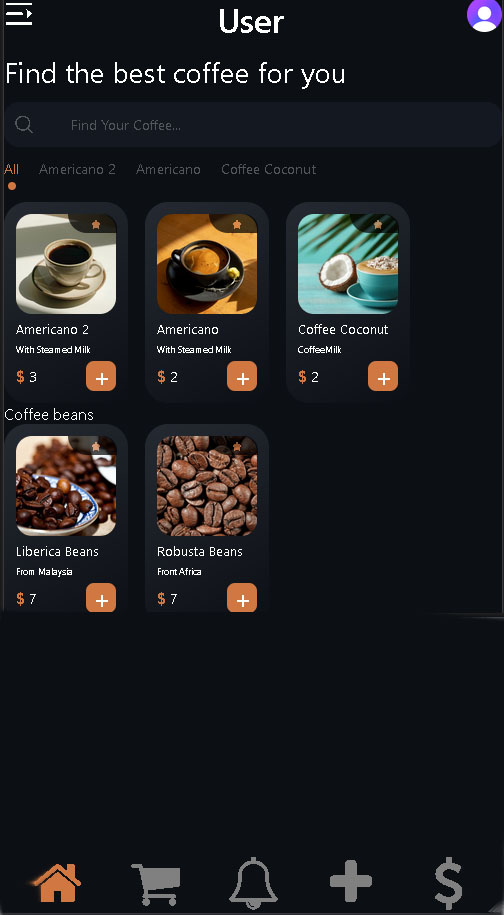 User
Find the best coffee for you
Find Your Coffee...
All Americano 2 Americano Coffee Coconut
Americano 2
With Steamed Milk
$ 3
Americano
With Steamed Milk
$ 2
Coffee Coconut
CoffeeMilk
$ 2
Coffee beans
Liberica Beans
From Malaysia
$ 7
Robusta Beans
Front Africa
$ 7